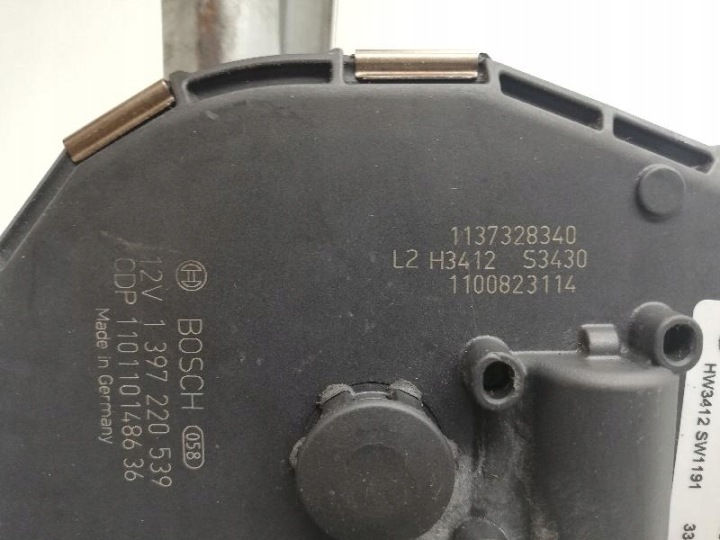 1137328340
L2 H3412 S3430
1100823114
BOSCH 058
12V 1 397 220 539
CDP 1101101486 36
Made in Germany
HW3412 SW1191
33